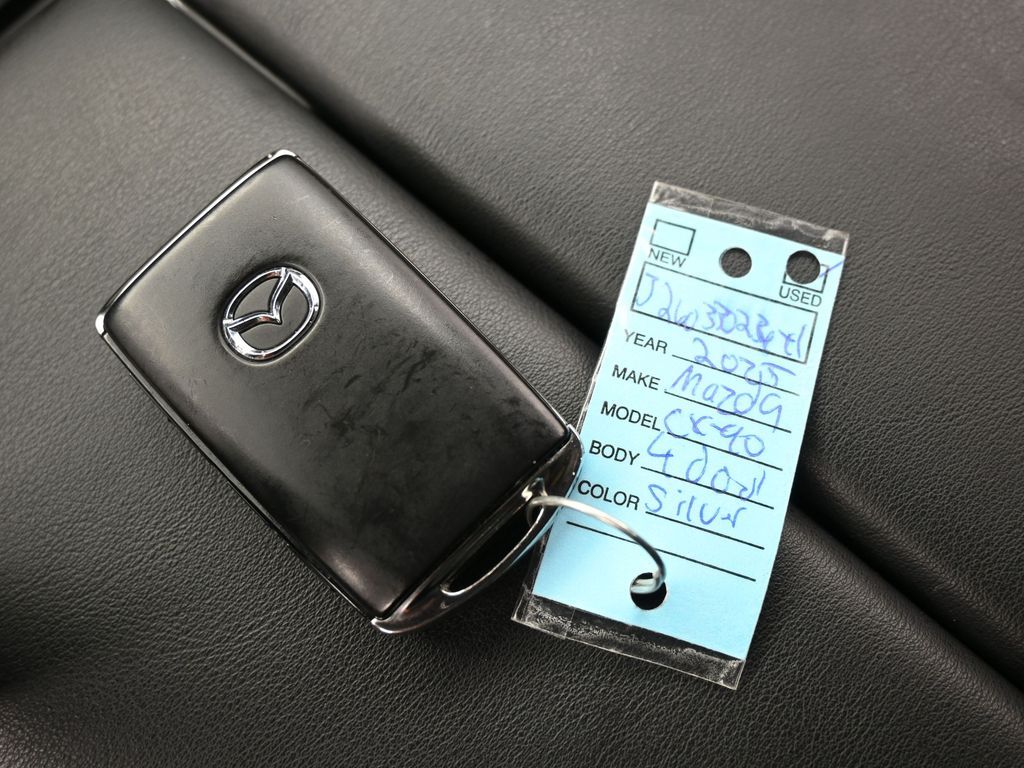 NEW
USED
YEAR 2025
MAKE Mazda
MODEL CX-90
BODY 4 door
COLOR Silver